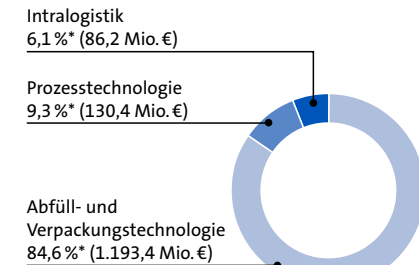 Intralogistik
6,1 %* (86,2 Mio. €)
Prozesstechnologie
9,3 %* (130,4 Mio. €)
Abfüll- und
Verpackungstechnologie
84,6 %* (1.193,4 Mio. €)